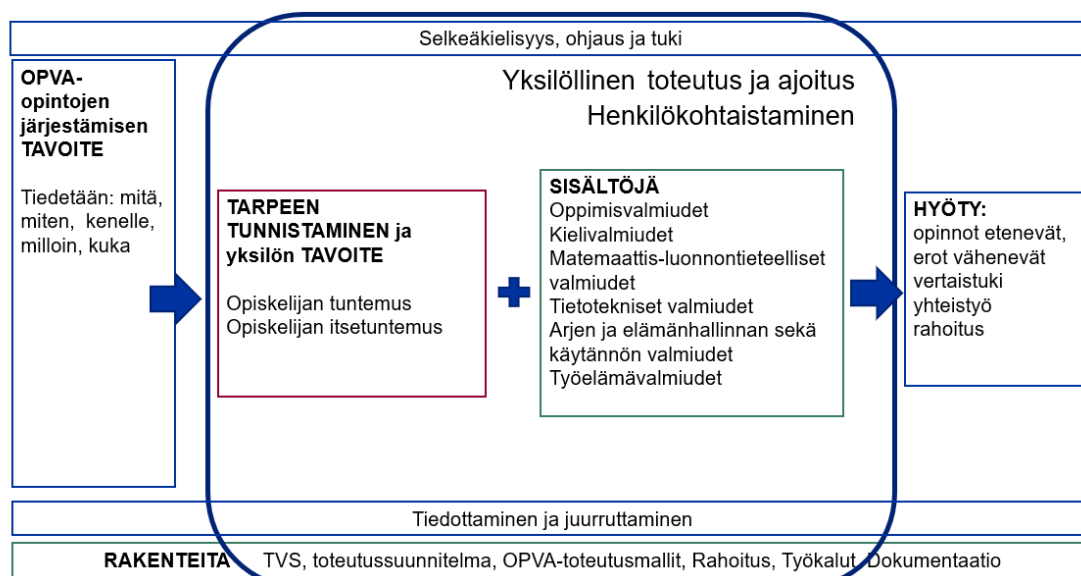 Selkeäkielisyys, ohjaus ja tuki
OPVA-
opintojen
järjestämisen
TAVOITE
Tiedetään: mitä,
miten, kenelle,
milloin, kuka
Yksilöllinen toteutus ja ajoitus
Henkilökohtaistaminen
TARPEEN
TUNNISTAMINEN ja
yksilön TAVOITE
Opiskelijan tuntemus
Opiskelijan itsetuntemus
SISÄLTÖJÄ
Oppimisvalmiudet
Kielivalmiudet
Matemaattis-luonnontieteelliset
valmiudet
Tietotekniset valmiudet
Arjen ja elämänhallinnan sekä
käytännön valmiudet
Työelämävalmiudet
HYÖTY:
opinnot etenevät,
erot vähenevät
vertaistuki
yhteistyö
rahoitus
Tiedottaminen ja juurruttaminen
RAKENTEITA TVS, toteutussuunnitelma, OPVA-toteutusmallit, Rahoitus, Työkalut, Dokumentaatio